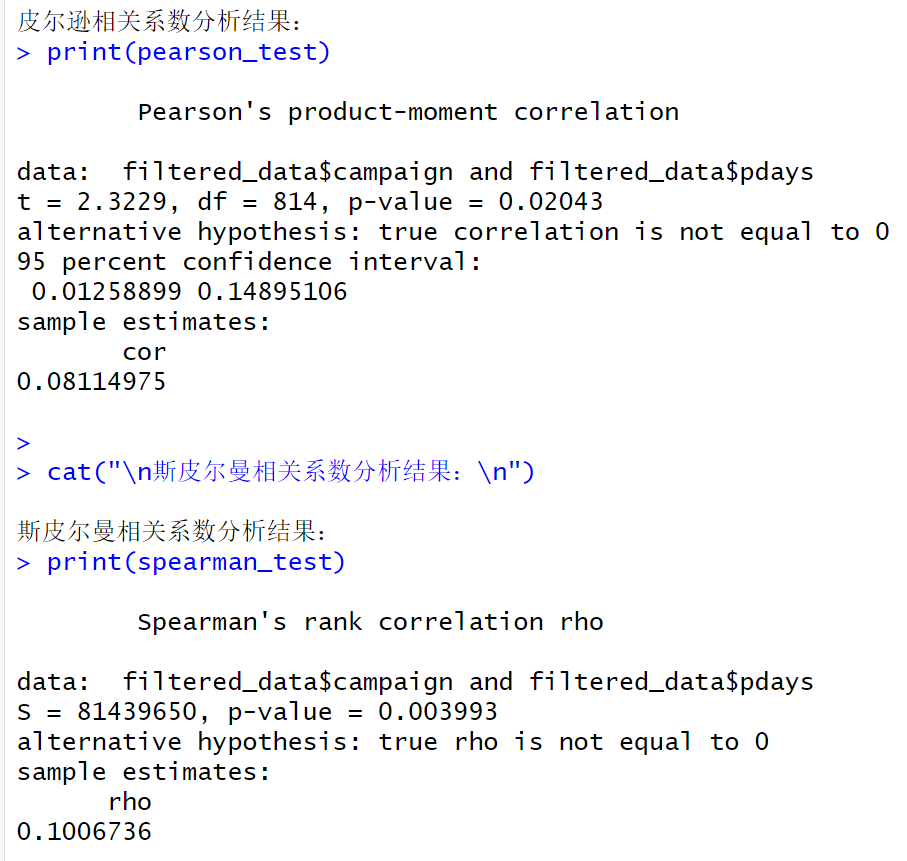 皮尔逊相关系数分析结果：
> print(pearson_test)
Pearson's product-moment correlation
data:  filtered_data$campaign and filtered_data$pdays
t = 2.3229, df = 814, p-value = 0.02043
alternative hypothesis: true correlation is not equal to 0
95 percent confidence interval:
0.01258899 0.14895106
sample estimates:
cor
0.08114975
>
> cat("\n斯皮尔曼相关系数分析结果：\n")
斯皮尔曼相关系数分析结果：
> print(spearman_test)
Spearman's rank correlation rho
data:  filtered_data$campaign and filtered_data$pdays
S = 81439650, p-value = 0.003993
alternative hypothesis: true rho is not equal to 0
sample estimates:
rho
0.1006736